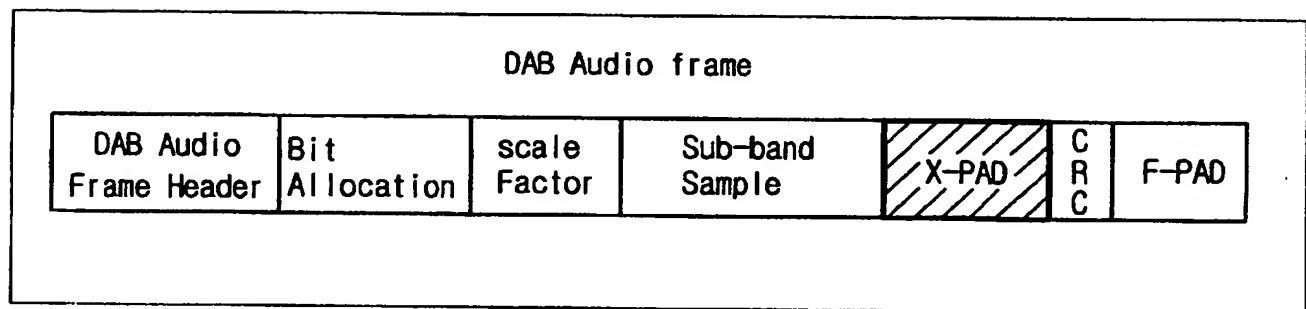 DAB Audio frame
DAB Audio
Frame Header
Bit
Allocation
scale
Factor
Sub-band
Sample
X-PAD
C
R
C
F-PAD